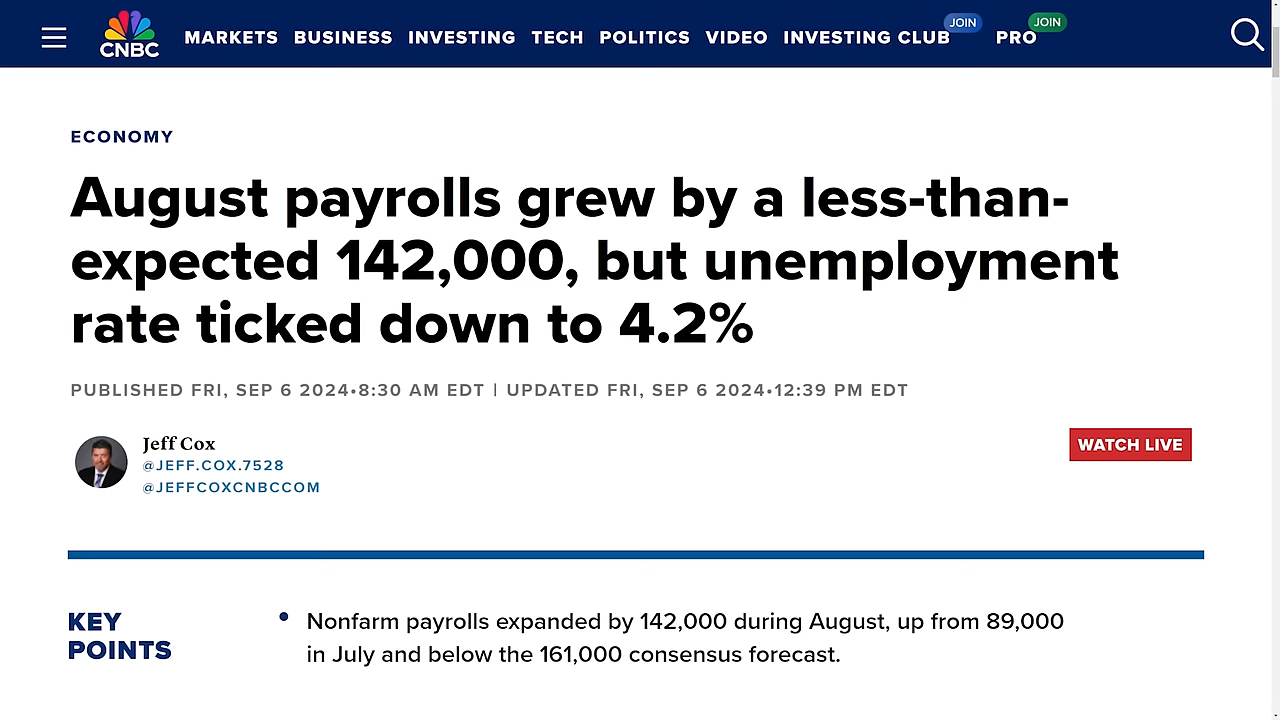 CNBC
MARKETS BUSINESS INVESTING TECH POLITICS VIDEO INVESTING CLUB JOIN PRO JOIN
ECONOMY
August payrolls grew by a less-than-
expected 142,000, but unemployment
rate ticked down to 4.2%
PUBLISHED FRI, SEP 6 2024•8:30 AM EDT | UPDATED FRI, SEP 6 2024•12:39 PM EDT
Jeff Cox
@JEFF.COX.7528
@JEFFCOXCNBCCOM
WATCH LIVE
KEY
POINTS
• Nonfarm payrolls expanded by 142,000 during August, up from 89,000
in July and below the 161,000 consensus forecast.